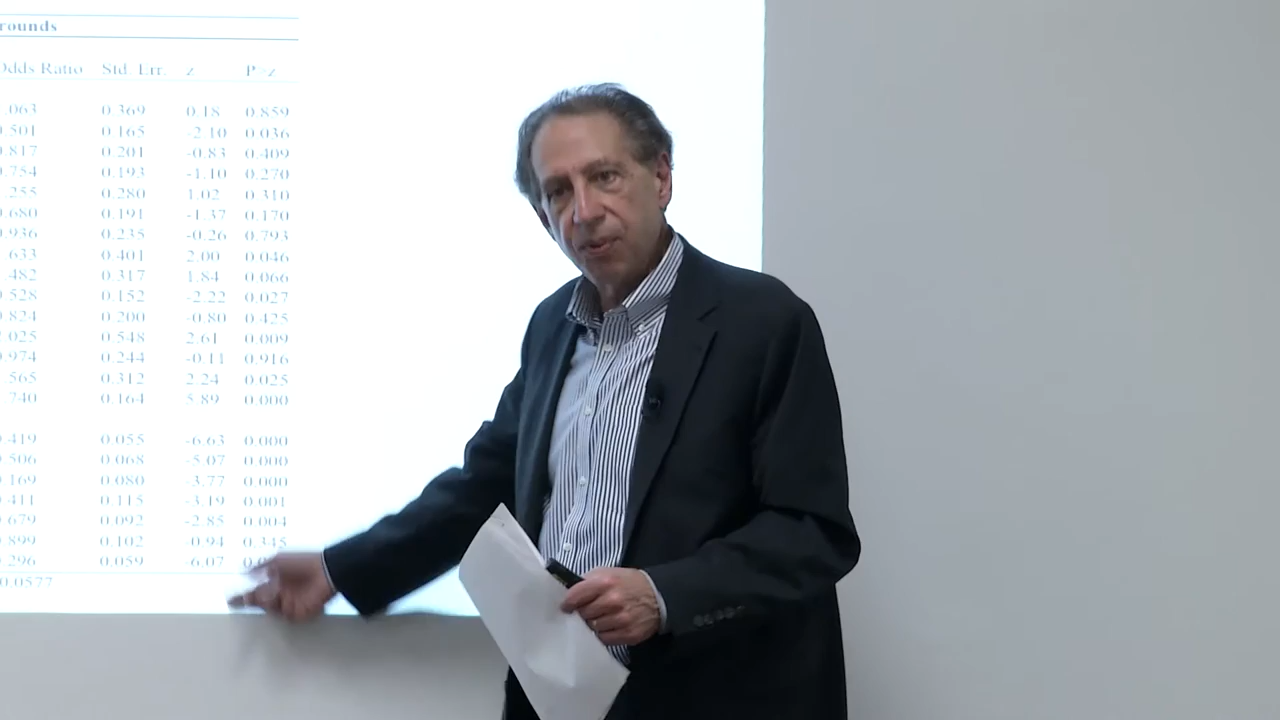 rounds
Odds Ratio Std. Err. z P>z
.063 0.369 0.18 0.859
0.501 0.165 -2.10 0.036
0.817 0.201 -0.83 0.409
0.754 0.193 -1.10 0.270
.255 0.280 1.02 0.310
0.680 0.191 -1.37 0.170
0.936 0.235 -0.26 0.793
.633 0.401 2.00 0.046
.482 0.317 1.84 0.066
0.528 0.152 -2.22 0.027
0.824 0.200 -0.80 0.425
.025 0.548 2.61 0.009
0.974 0.244 -0.11 0.916
.565 0.312 2.24 0.025
.740 0.164 5.89 0.000
0.419 0.055 -6.63 0.000
0.506 0.068 -5.07 0.000
.169 0.080 -3.77 0.000
.411 0.115 -3.19 0.001
0.679 0.092 -2.85 0.004
0.899 0.102 -0.94 0.345
.296 0.059 -6.07
0.0577